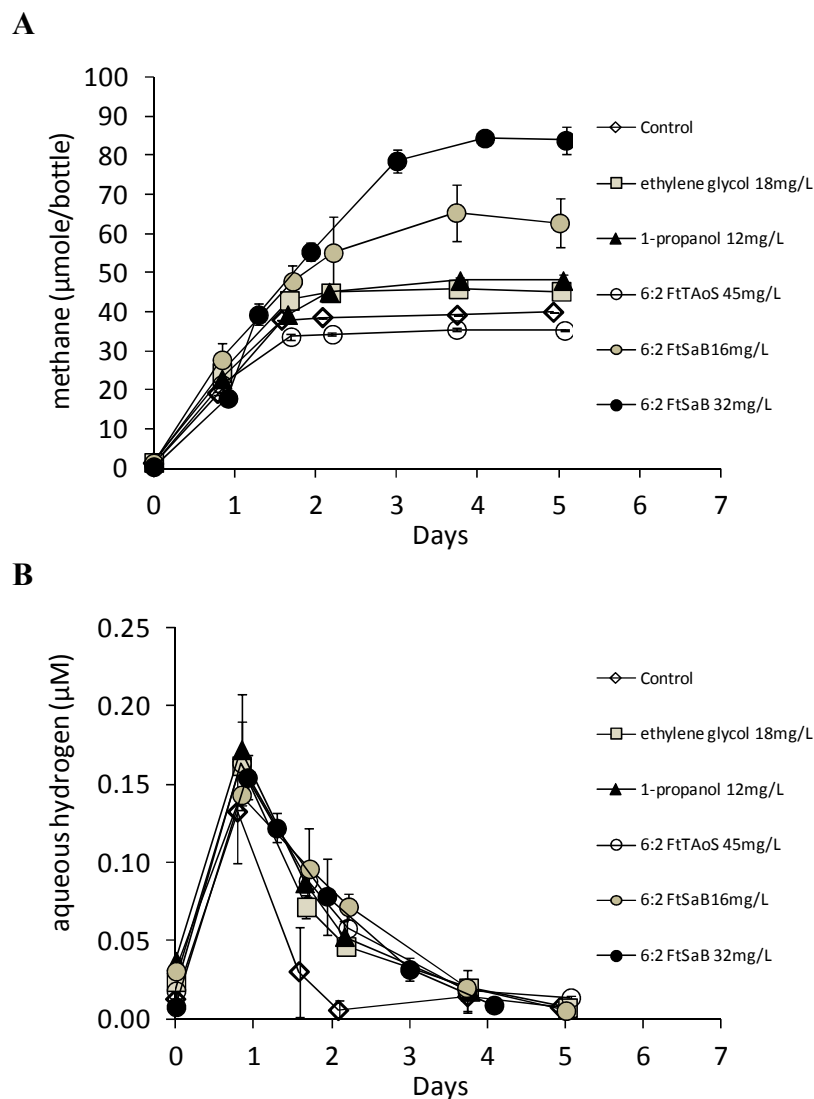 A
methane (µmole/bottle)
100
90
80
70
60
50
40
30
20
10
0
0 1 2 3 4 5 6 7
Days
Control
ethylene glycol 18mg/L
1-propanol 12mg/L
6:2 FtTAoS 45mg/L
6:2 FtSaB16mg/L
6:2 FtSaB 32mg/L
B
aqueous hydrogen (µM)
0.25
0.20
0.15
0.10
0.05
0.00
0 1 2 3 4 5 6 7
Days
Control
ethylene glycol 18mg/L
1-propanol 12mg/L
6:2 FtTAoS 45mg/L
6:2 FtSaB16mg/L
6:2 FtSaB 32mg/L